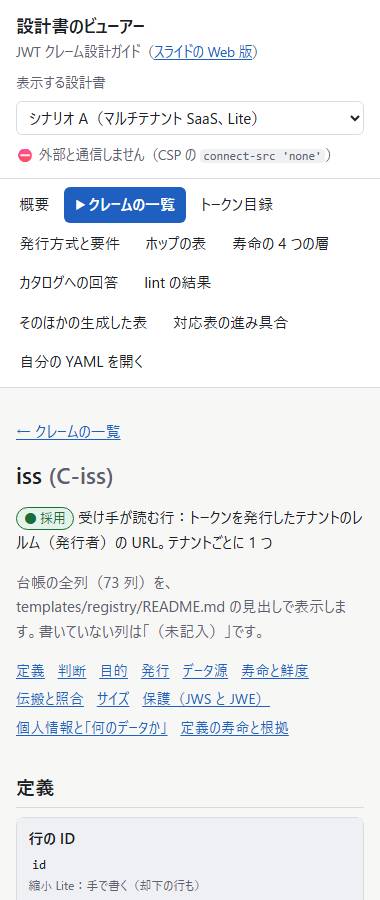 設計書のビューアー
JWT クレーム設計ガイド（スライドの Web 版）
表示する設計書
シナリオ A（マルチテナント SaaS、Lite）
⛔ 外部と通信しません（CSP の connect-src 'none'）
概要 ▶クレームの一覧 トークン目録
発行方式と要件 ホップの表 寿命の 4 つの層
カタログへの回答 lint の結果
そのほかの生成した表 対応表の進み具合
自分の YAML を開く
← クレームの一覧
iss (C-iss)
● 採用 受け手が読む行：トークンを発行したテナントのレ
ルム（発行者）の URL。テナントごとに 1 つ
台帳の全列（73 列）を、
templates/registry/README.md の見出しで表示しま
す。書いていない列は「（未記入）」です。
定義 判断 目的 発行 データ源 寿命と鮮度
伝搬と照合 サイズ 保護（JWS と JWE）
個人情報と「何のデータか」 定義の寿命と根拠
定義
行の ID
id
縮小 Lite：手で書く（却下の行も）